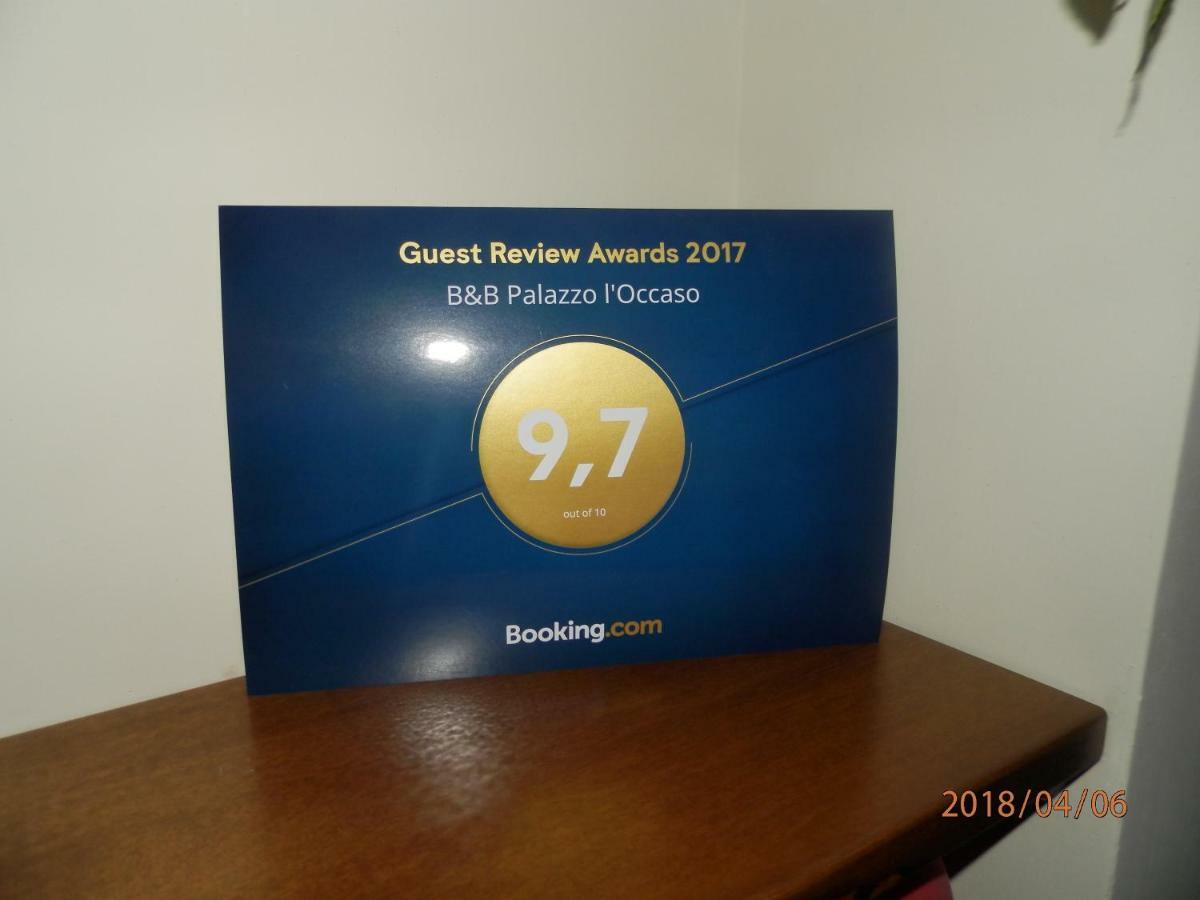 Guest Review Awards 2017
B&B Palazzo l'Occaso
9,7
out of 10
Booking.com
2018/04/06